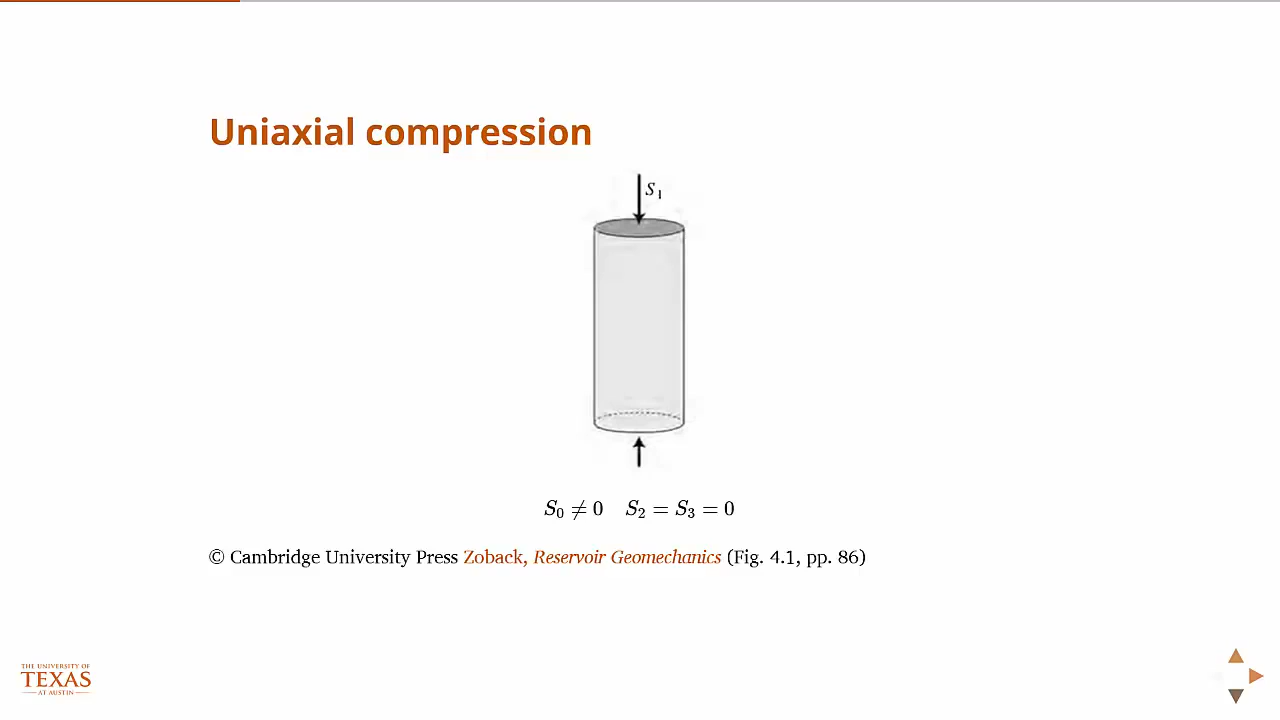 Uniaxial compression
S₁
S₀ ≠ 0 S₂ = S₃ = 0
© Cambridge University Press Zoback, Reservoir Geomechanics (Fig. 4.1, pp. 86)
THE UNIVERSITY OF
TEXAS
AT AUSTIN